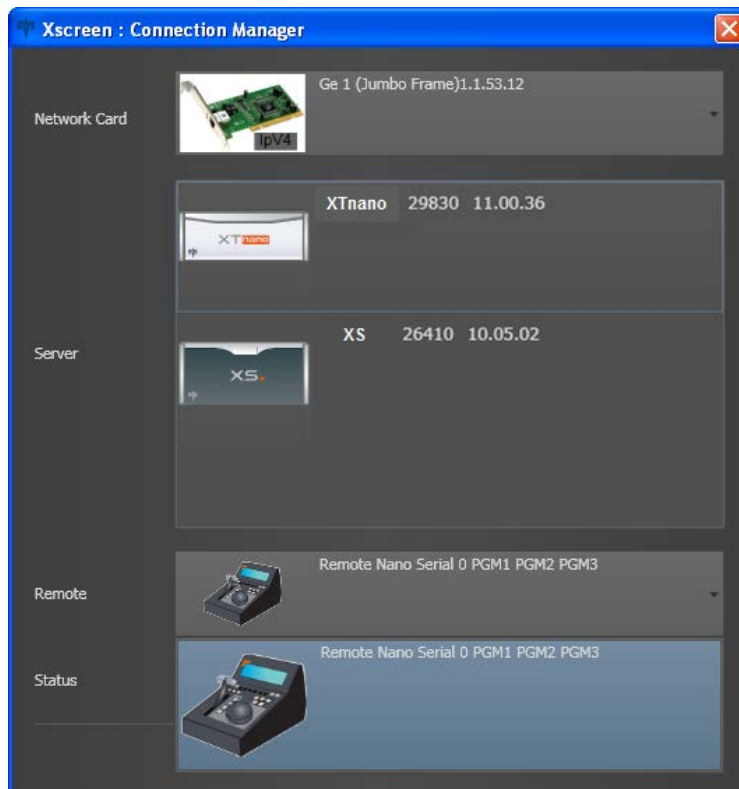 Xscreen : Connection Manager
Network Card
Ge 1 (Jumbo Frame)1.1.53.12
IpV4
Server
XTnano 29830 11.00.36
XTnano
XS 26410 10.05.02
XS.
Remote
Remote Nano Serial 0 PGM1 PGM2 PGM3
Status
Remote Nano Serial 0 PGM1 PGM2 PGM3